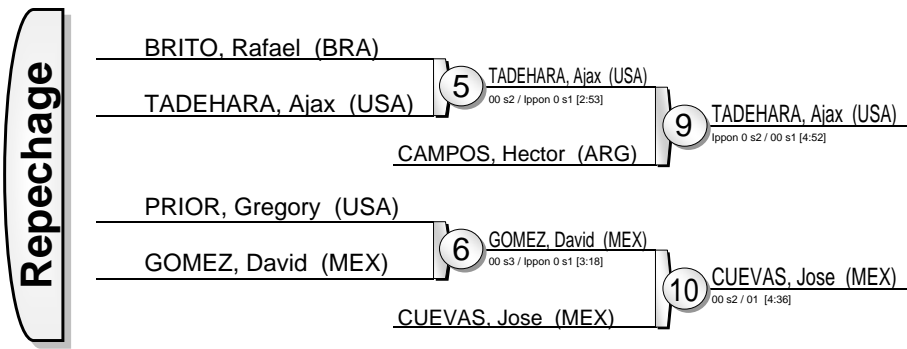 Repechage
BRITO, Rafael (BRA)
TADEHARA, Ajax (USA)
5
TADEHARA, Ajax (USA)
00 s2 / Ippon 0 s1 [2:53]
CAMPOS, Hector (ARG)
9
TADEHARA, Ajax (USA)
Ippon 0 s2 / 00 s1 [4:52]
PRIOR, Gregory (USA)
GOMEZ, David (MEX)
6
GOMEZ, David (MEX)
00 s3 / Ippon 0 s1 [3:18]
CUEVAS, Jose (MEX)
10
CUEVAS, Jose (MEX)
00 s2 / 01 [4:36]